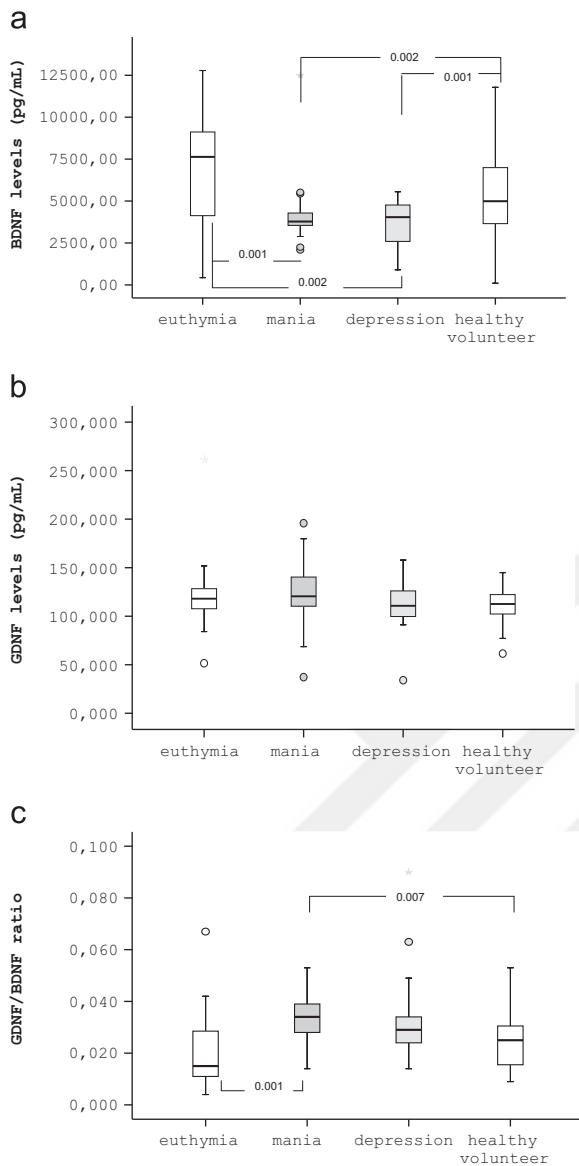 a
BDNF levels (pg/mL)
12500,00
10000,00
7500,00
5000,00
2500,00
0,00
0.002
0.001
0.001
0.002
euthymia mania depression healthy
volunteer
b
GDNF levels (pg/mL)
300,000
250,000
200,000
150,000
100,000
50,000
0,000
euthymia mania depression healthy
volunteer
c
GDNF/BDNF ratio
0,100
0,080
0,060
0,040
0,020
0,000
0.007
0.001
euthymia mania depression healthy
volunteer